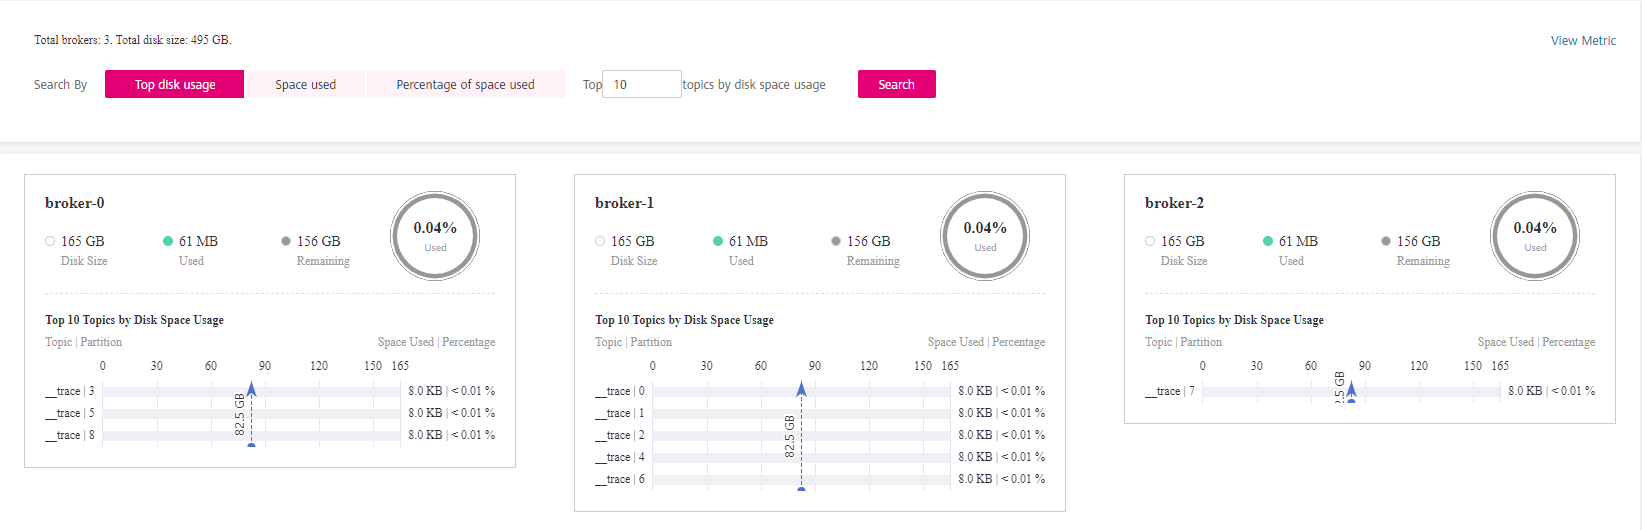 Total brokers: 3. Total disk size: 495 GB.
View Metric
Search By Top disk usage Space used Percentage of space used Top 10 topics by disk space usage Search
broker-0
165 GB 61 MB 156 GB
Disk Size Used Remaining
0.04%
Used
Top 10 Topics by Disk Space Usage
Topic | Partition Space Used | Percentage
0 30 60 90 120 150 165
__trace | 3 8.0 KB | < 0.01 %
__trace | 5 8.0 KB | < 0.01 %
__trace | 8 8.0 KB | < 0.01 %
82.5 GB
broker-1
165 GB 61 MB 156 GB
Disk Size Used Remaining
0.04%
Used
Top 10 Topics by Disk Space Usage
Topic | Partition Space Used | Percentage
0 30 60 90 120 150 165
__trace | 0 8.0 KB | < 0.01 %
__trace | 1 8.0 KB | < 0.01 %
__trace | 2 8.0 KB | < 0.01 %
__trace | 4 8.0 KB | < 0.01 %
__trace | 6 8.0 KB | < 0.01 %
82.5 GB
broker-2
165 GB 61 MB 156 GB
Disk Size Used Remaining
0.04%
Used
Top 10 Topics by Disk Space Usage
Topic | Partition Space Used | Percentage
0 30 60 90 120 150 165
__trace | 7 8.0 KB | < 0.01 %
2.5 GB